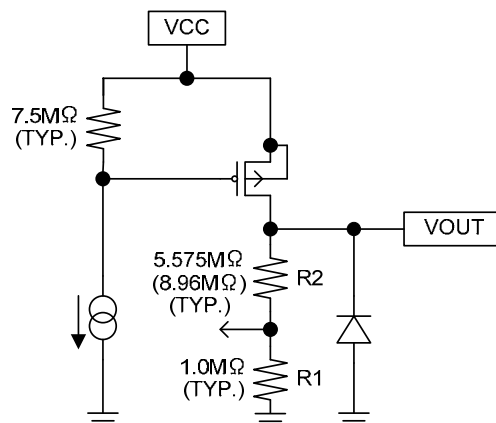 VCC
7.5MΩ
(TYP.)
VOUT
5.575MΩ
(8.96MΩ)
(TYP.)
R2
1.0MΩ
(TYP.)
R1